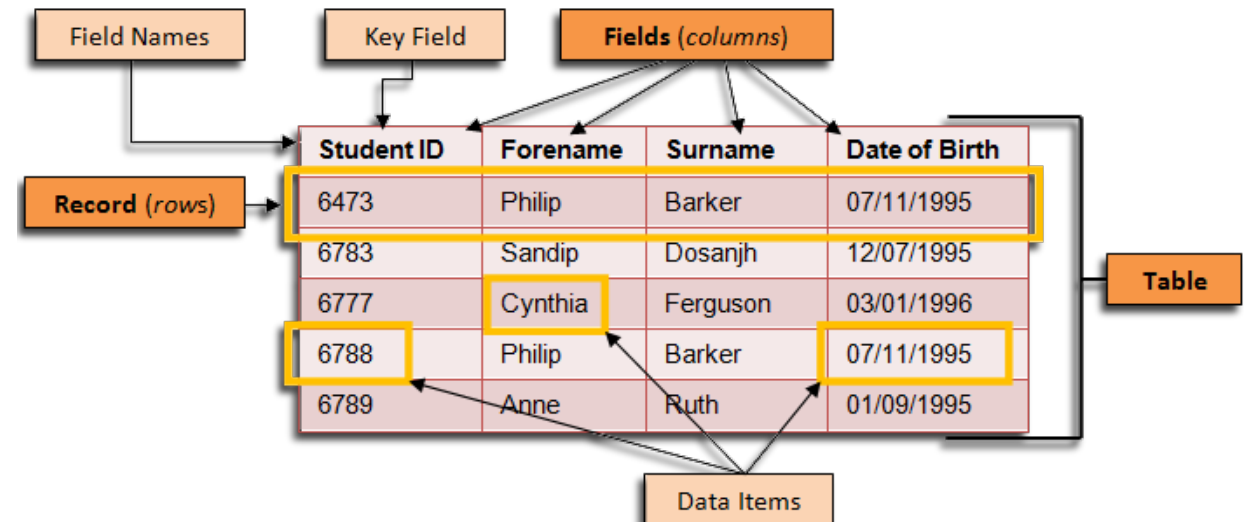 Field Names
Key Field
Fields (columns)
Student ID Forename Surname Date of Birth
Record (rows)
6473 Philip Barker 07/11/1995
6783 Sandip Dosanjh 12/07/1995
Table
6777 Cynthia Ferguson 03/01/1996
6788 Philip Barker 07/11/1995
6789 Anne Ruth 01/09/1995
Data Items